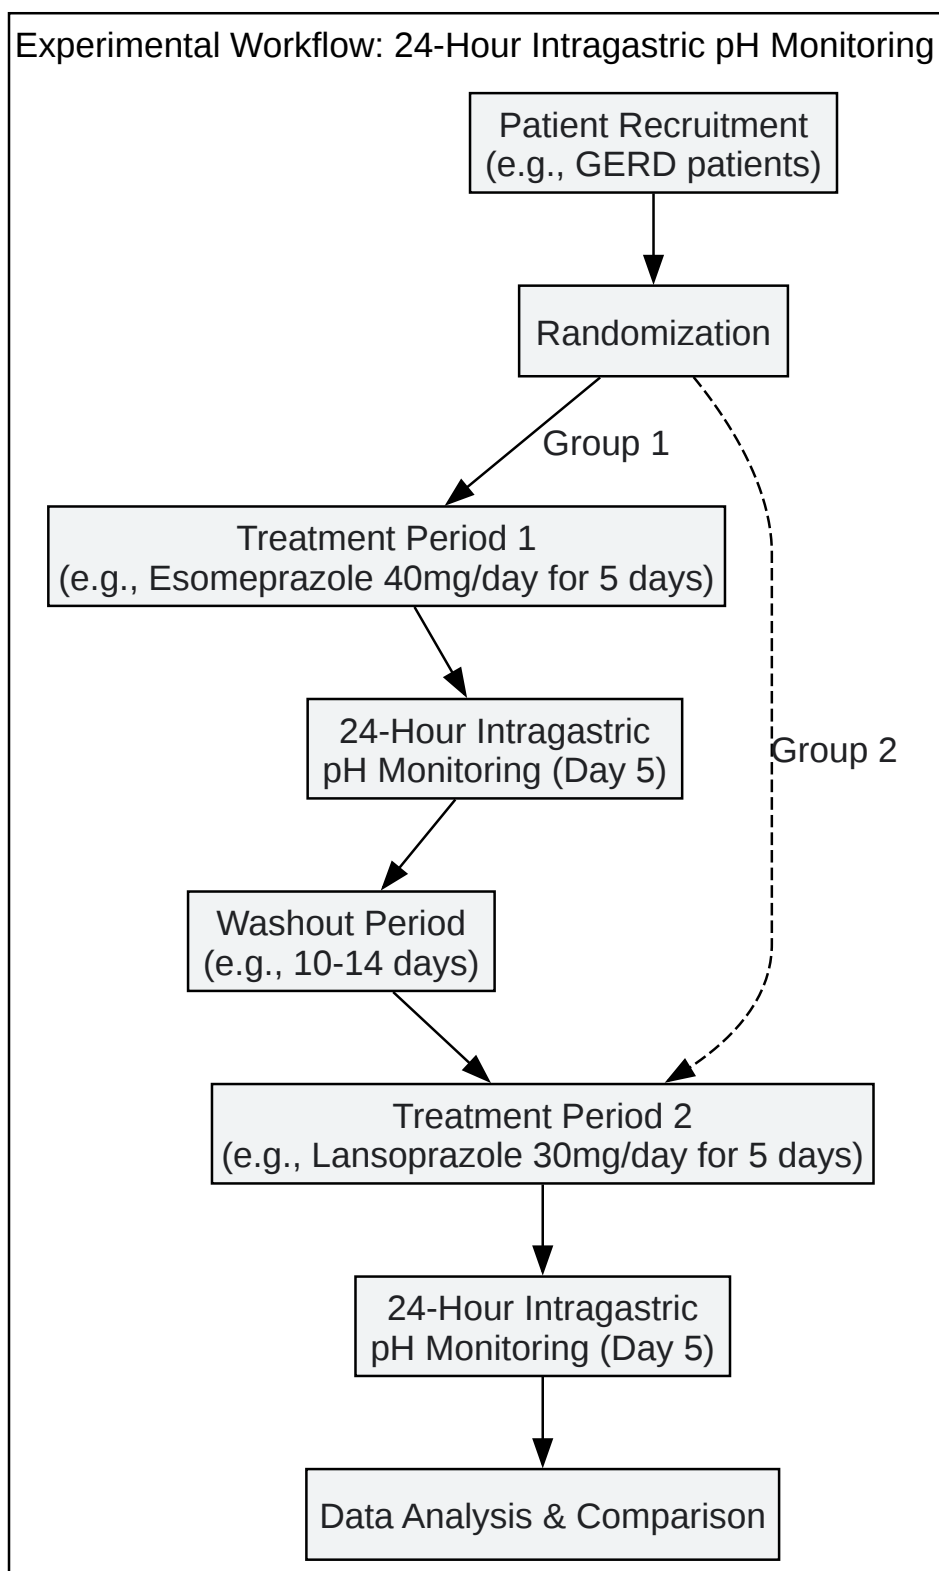 Experimental Workflow: 24-Hour Intragastric pH Monitoring
Patient Recruitment
(e.g., GERD patients)
Randomization
Group 1
Treatment Period 1
(e.g., Esomeprazole 40mg/day for 5 days)
24-Hour Intragastric
pH Monitoring (Day 5)
Group 2
Washout Period
(e.g., 10-14 days)
Treatment Period 2
(e.g., Lansoprazole 30mg/day for 5 days)
24-Hour Intragastric
pH Monitoring (Day 5)
Data Analysis & Comparison